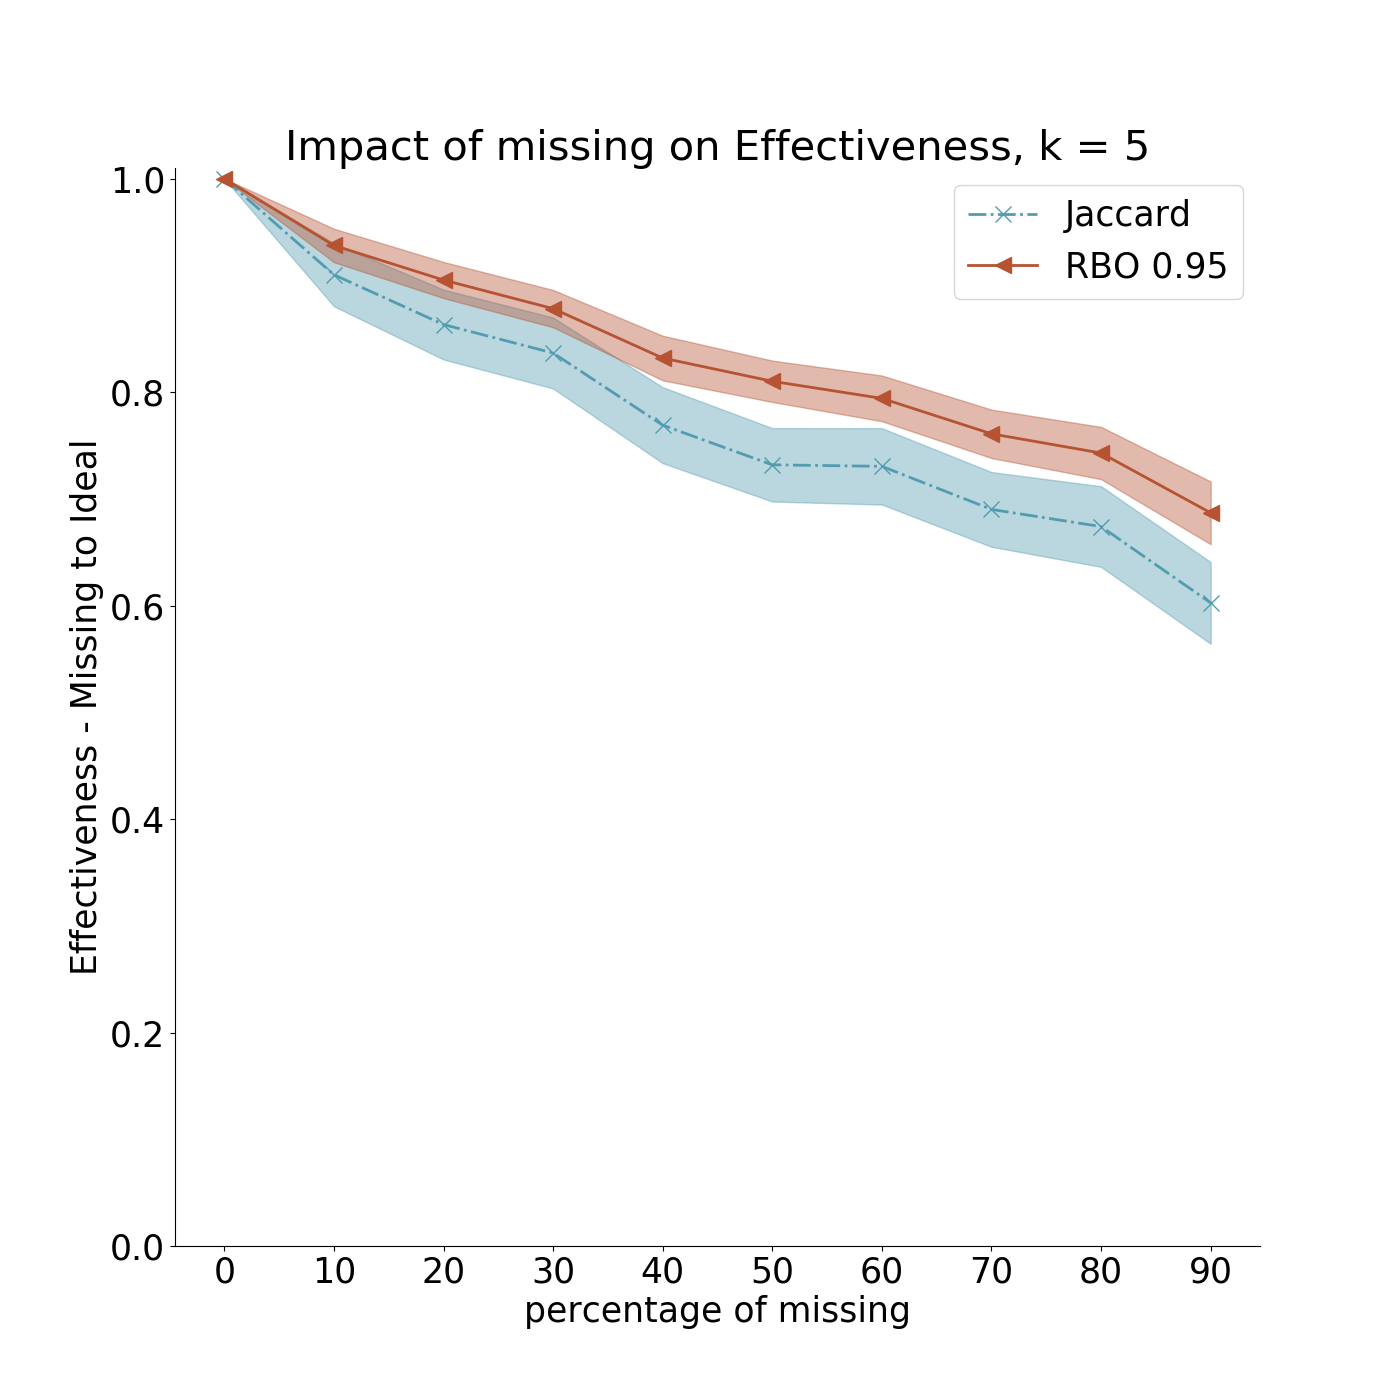 Impact of missing on Effectiveness, k = 5
Jaccard
RBO 0.95
Effectiveness - Missing to Ideal
1.0
0.8
0.6
0.4
0.2
0.0
0 10 20 30 40 50 60 70 80 90
percentage of missing